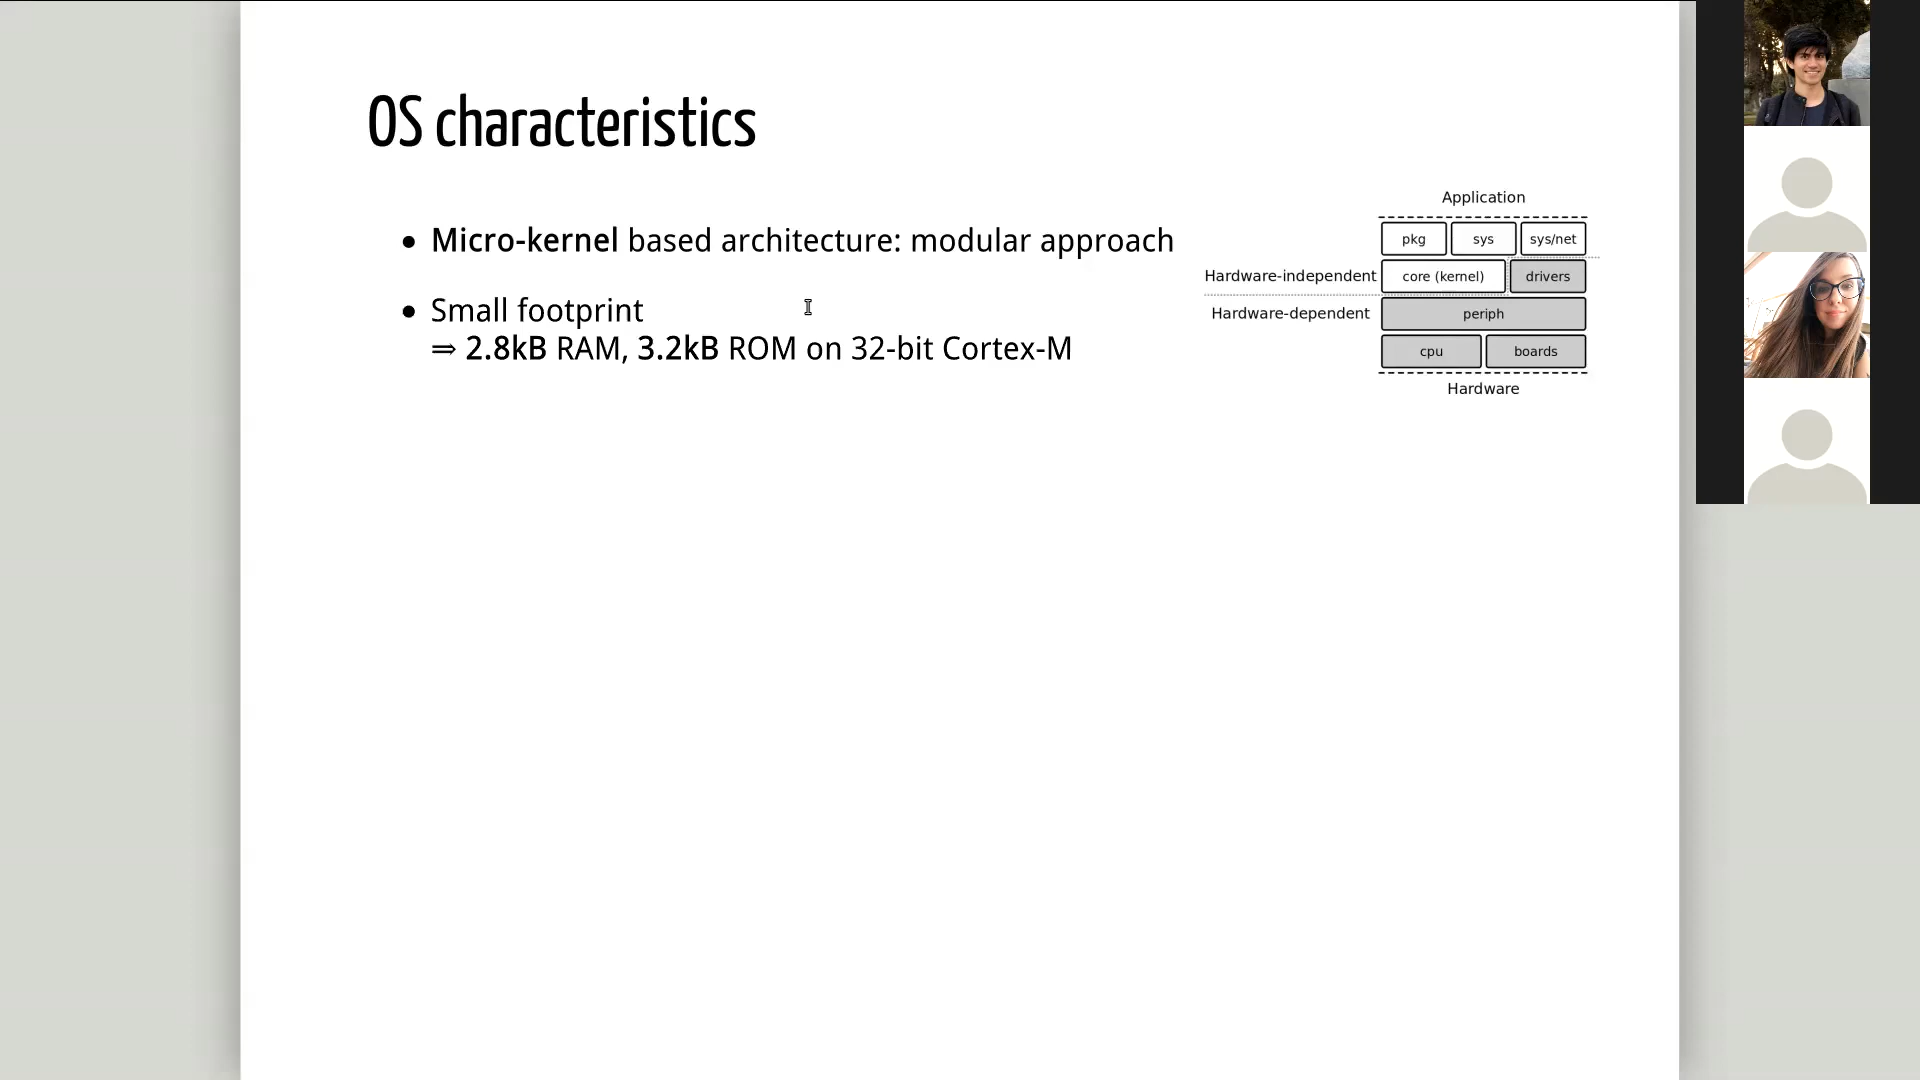 OS characteristics
• Micro-kernel based architecture: modular approach
• Small footprint
⇒ 2.8kB RAM, 3.2kB ROM on 32-bit Cortex-M
Application
pkg sys sys/net
Hardware-independent core (kernel) drivers
Hardware-dependent periph
cpu boards
Hardware